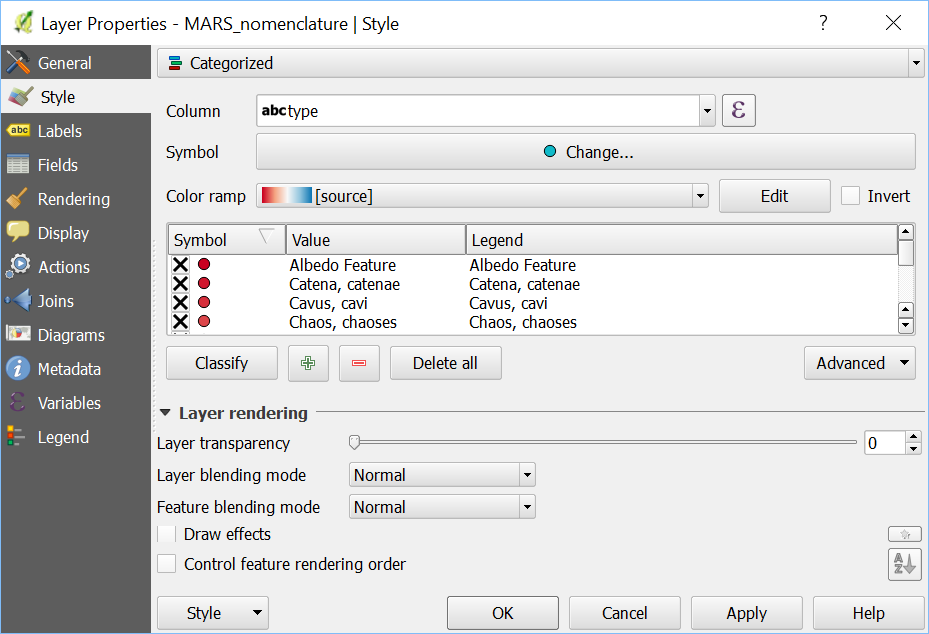 Layer Properties - MARS_nomenclature | Style
?
General
Style
abc Labels
Fields
Rendering
Display
Actions
Joins
Diagrams
Metadata
Variables
Legend
Categorized
Column abc type ε
Symbol Change...
Color ramp [source] Edit Invert
Symbol Value Legend
Albedo Feature Albedo Feature
Catena, catenae Catena, catenae
Cavus, cavi Cavus, cavi
Chaos, chaoses Chaos, chaoses
Classify Delete all Advanced
Layer rendering
Layer transparency 0
Layer blending mode Normal
Feature blending mode Normal
Draw effects
Control feature rendering order A Z
Style OK Cancel Apply Help